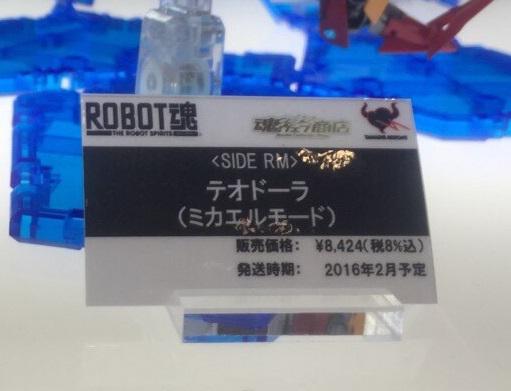 ROBOT魂
THE ROBOT SPIRITS
魂ウェブ商店
<SIDE RM>
テオドーラ
(ミカエルモード)
販売価格: ¥8,424(税8%込)
発送時期: 2016年2月予定